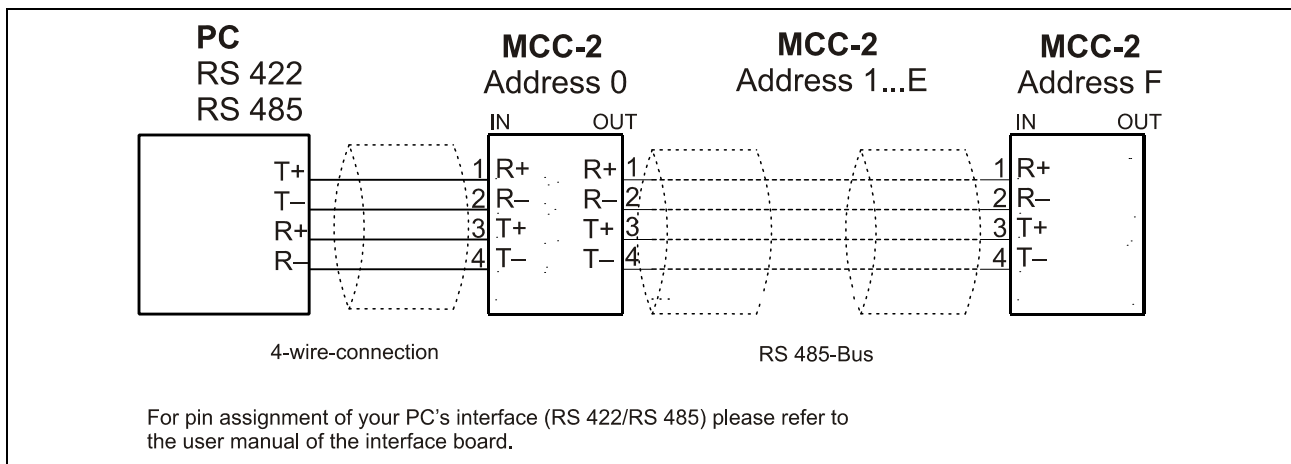 PC
RS 422
RS 485
MCC-2
Address 0
MCC-2
Address 1...E
MCC-2
Address F
IN OUT
IN OUT
T+ 1 R+ R+ 1 1 R+
T– 2 R– R– 2 2 R–
R+ 3 T+ T+ 3 3 T+
R– 4 T– T– 4 4 T–
4-wire-connection
RS 485-Bus
For pin assignment of your PC's interface (RS 422/RS 485) please refer to
the user manual of the interface board.